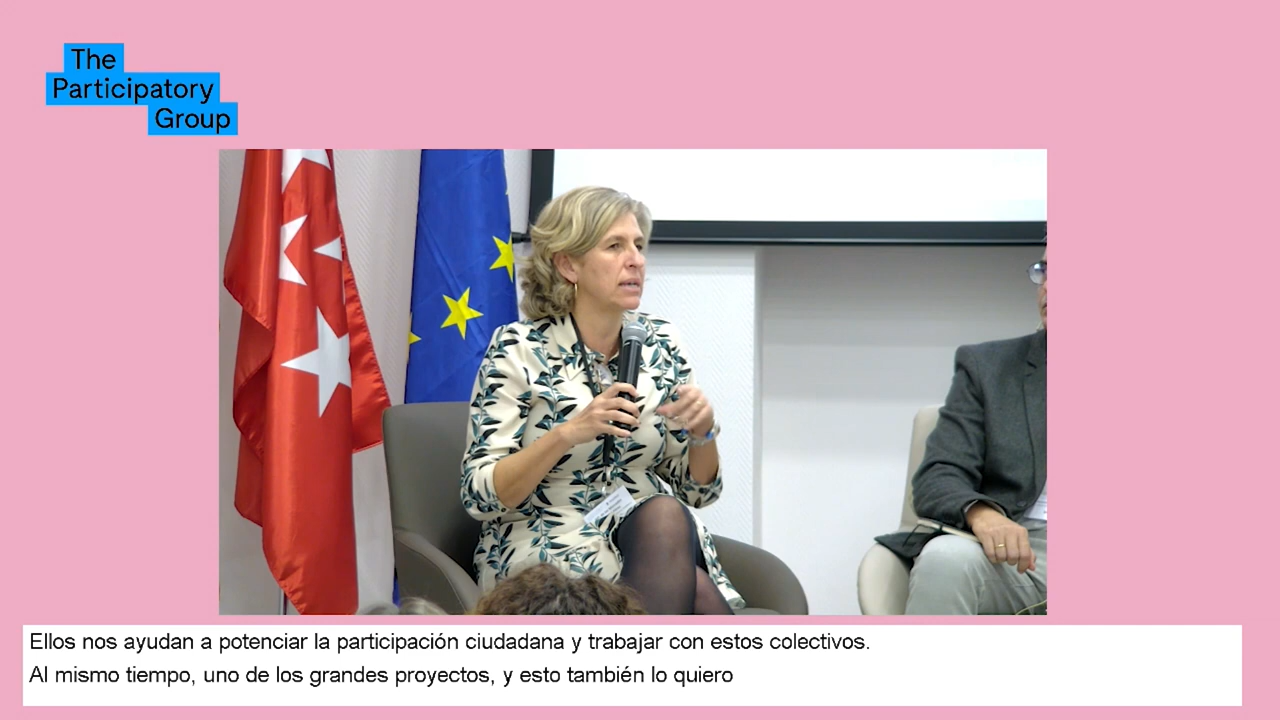 The
Participatory
Group
Ellos nos ayudan a potenciar la participación ciudadana y trabajar con estos colectivos.
Al mismo tiempo, uno de los grandes proyectos, y esto también lo quiero